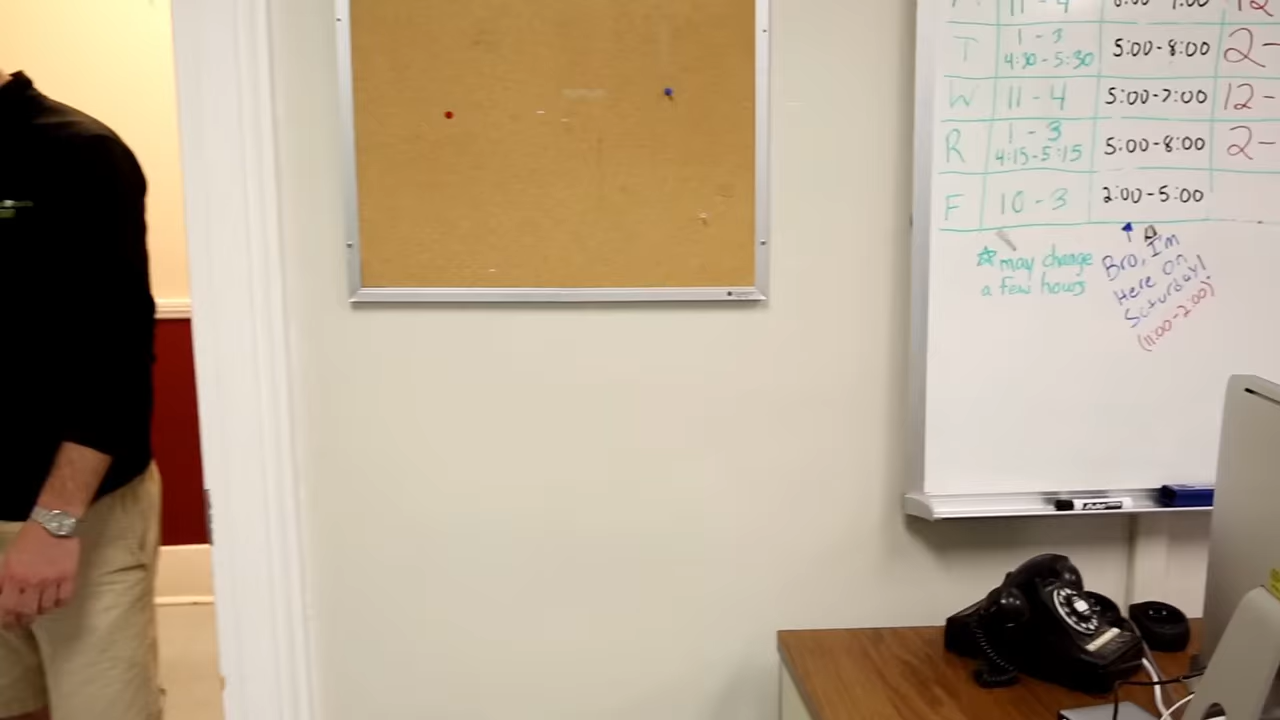 11 - 4
T 1 - 3 5:00-8:00 2-
4:30-5:30
W 11 - 4 5:00-7:00 12-
R 1 - 3 5:00-8:00 2-
4:15-5:15
F 10 - 3 2:00-5:00
may change
a few hours
Bro, I'm
Here On
Saturday!
(11:00-2:00)